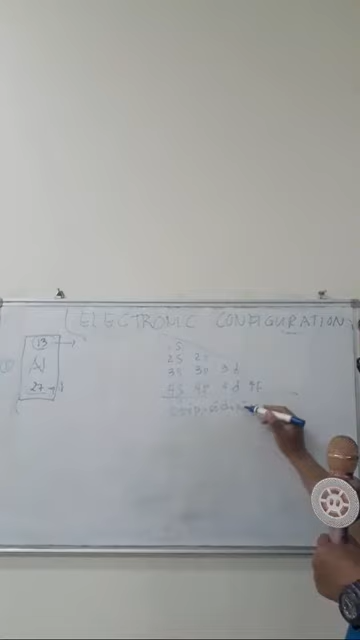 ELECTRONIC CONFIGURATION
13
Al
27
1s
2s 2p
3s 3p 3d
4s 4p 4d 4f